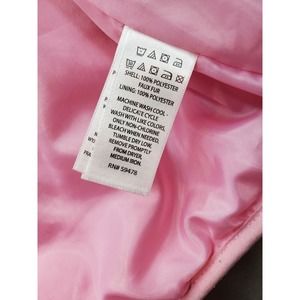 SHELL: 100% POLYESTER
FAUX FUR
LINING: 100% POLYESTER
MACHINE WASH COOL -
DELICATE CYCLE
WASH WITH LIKE COLORS,
ONLY NON-CHLORINE
BLEACH WHEN NEEDED,
TUMBLE DRY LOW,
REMOVE PROMPTLY
FROM DRYER.
MEDIUM IRON.
RN# 59478